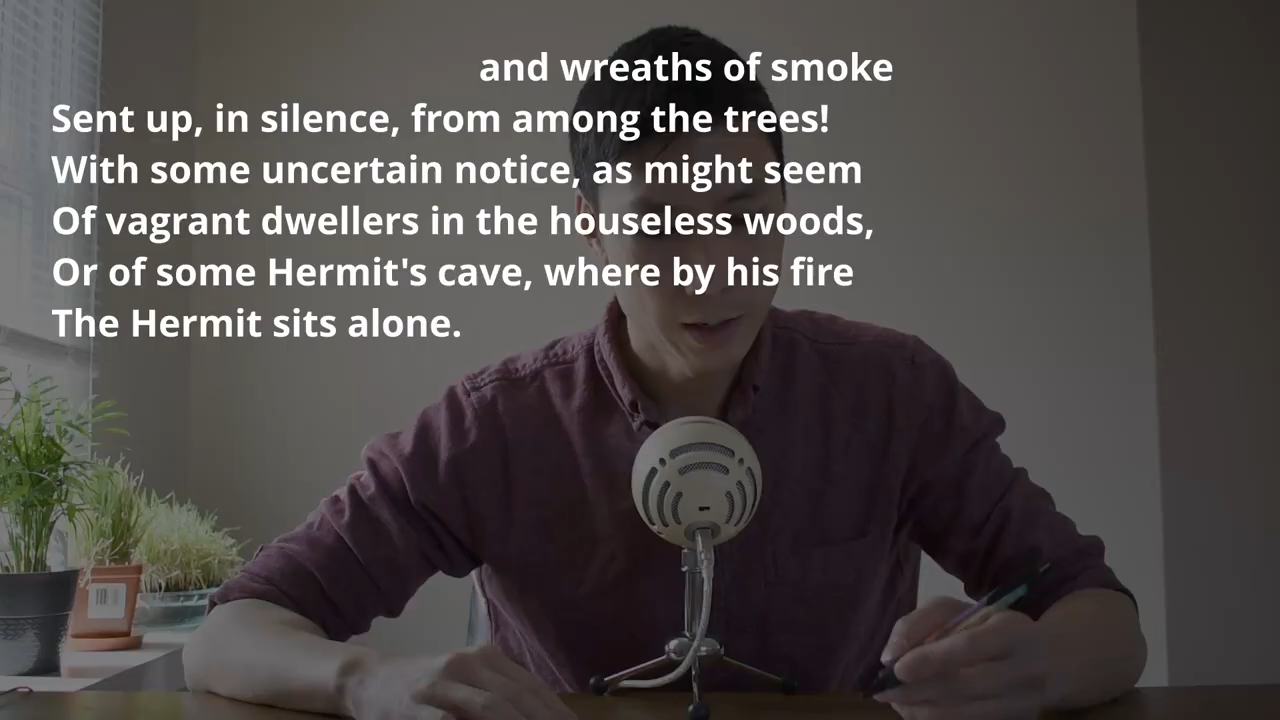 and wreaths of smoke
Sent up, in silence, from among the trees!
With some uncertain notice, as might seem
Of vagrant dwellers in the houseless woods,
Or of some Hermit's cave, where by his fire
The Hermit sits alone.